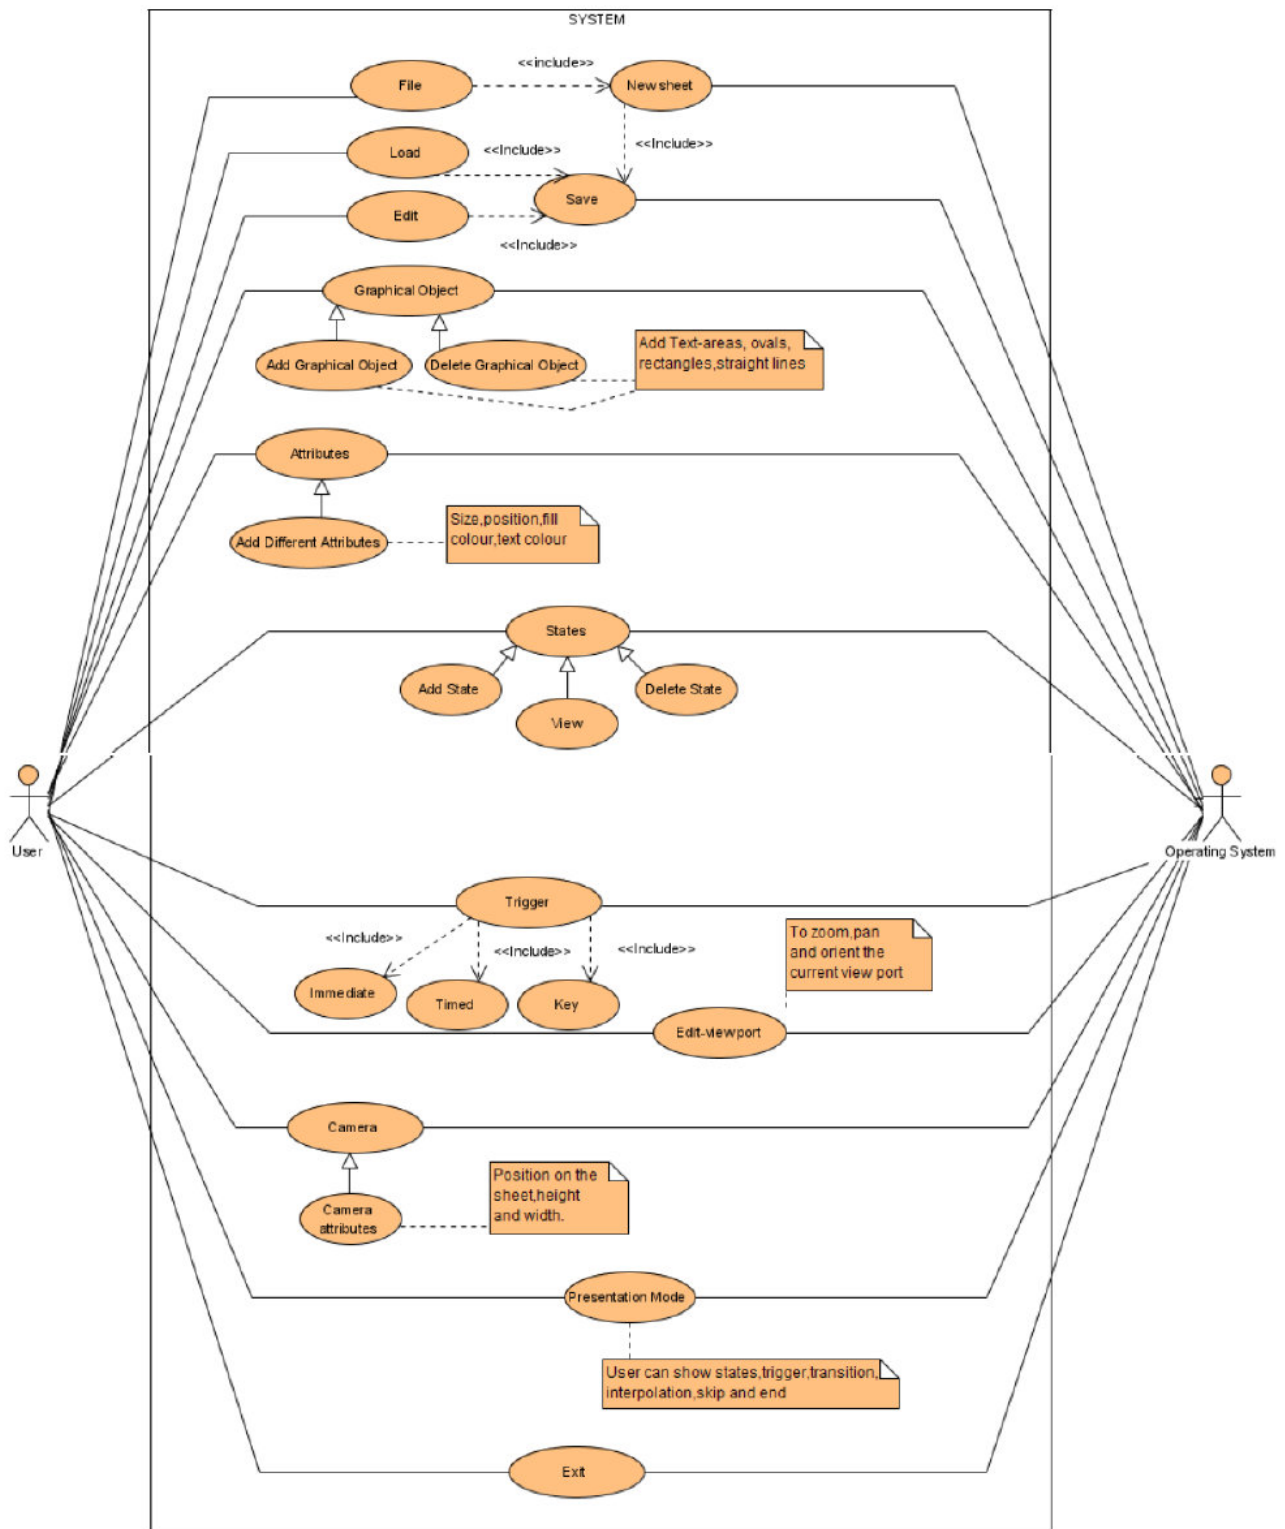 SYSTEM
<<include>>
File
New sheet
<<Include>>
<<Include>>
Load
Save
Edit
<<Include>>
Graphical Object
Add Text-areas, ovals,
rectangles,straight lines
Add Graphical Object
Delete Graphical Object
Attributes
Size,position,fill
colour,text colour
Add Different Attributes
States
Add State
Delete State
View
User
Operating System
Trigger
<<Include>>
<<Include>>
<<Include>>
To zoom,pan
and orient the
current view port
Immediate
Timed
Key
Edit-viewport
Camera
Position on the
sheet,height
and width.
Camera
attributes
Presentation Mode
User can show states,trigger,transition,
interpolation,skip and end
Exit